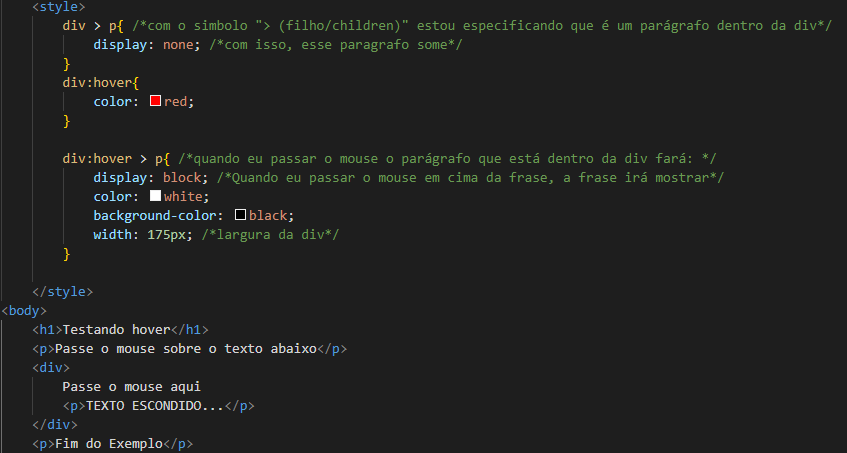 <style>
div > p{ /*com o simbolo "> (filho/children)" estou especificando que é um parágrafo dentro da div*/
display: none; /*com isso, esse paragrafo some*/
}
div:hover{
color: red;
}
div:hover > p{ /*quando eu passar o mouse o parágrafo que está dentro da div fará: */
display: block; /*Quando eu passar o mouse em cima da frase, a frase irá mostrar*/
color: white;
background-color: black;
width: 175px; /*largura da div*/
}
</style>
<body>
<h1>Testando hover</h1>
<p>Passe o mouse sobre o texto abaixo</p>
<div>
Passe o mouse aqui
<p>TEXTO ESCONDIDO...</p>
</div>
<p>Fim do Exemplo</p>